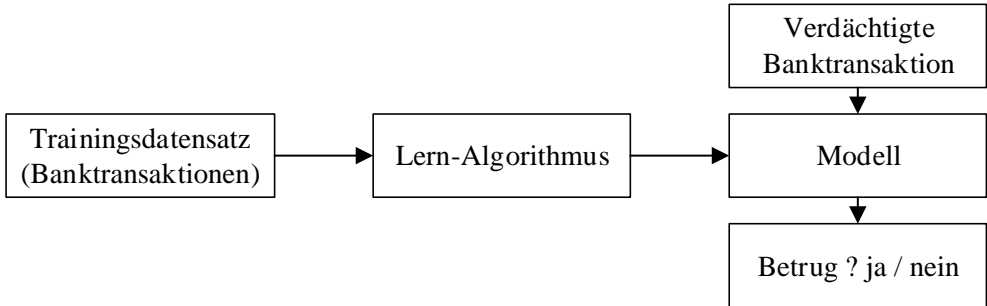 Verdächtigte
Banktransaktion
Trainingsdatensatz
(Banktransaktionen)
Lern-Algorithmus
Modell
Betrug ? ja / nein